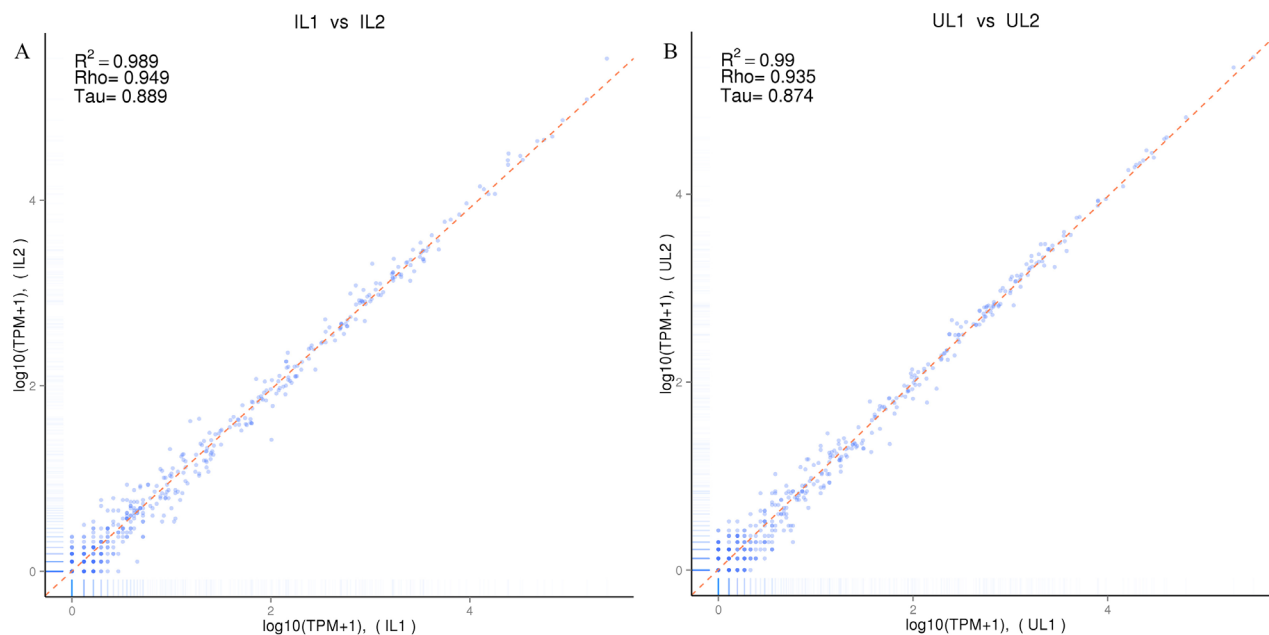 IL1 vs IL2
A
R² = 0.989
Rho= 0.949
Tau= 0.889
4
2
0
log10(TPM+1), ( IL2 )
0
2
4
log10(TPM+1), ( IL1 )
UL1 vs UL2
B
R² = 0.99
Rho= 0.935
Tau= 0.874
4
2
0
log10(TPM+1), ( UL2 )
0
2
4
log10(TPM+1), ( UL1 )